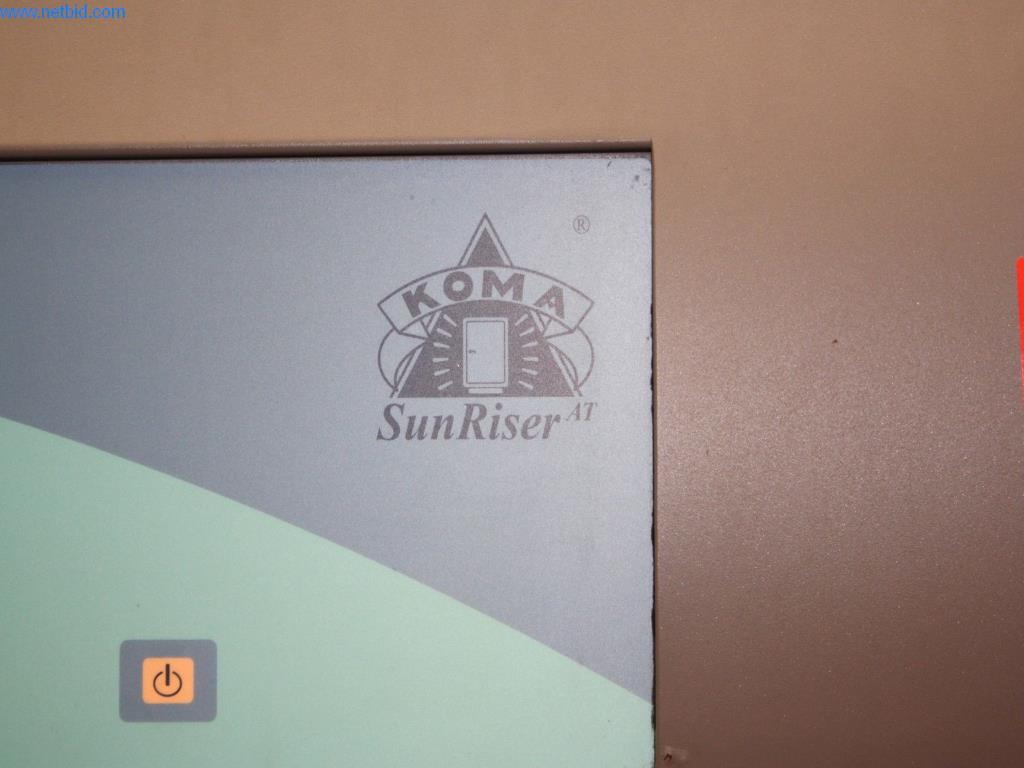 www.netbid.com
®
KOMA
SunRiser AT